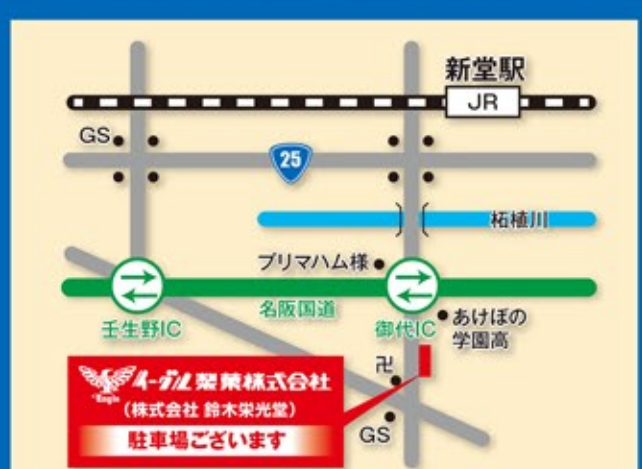 新堂駅
JR
GS
25
柘植川
プリマハム様
名阪国道
壬生野IC
御代IC
あけぼの
学園高
卍
Eagle
イーグル製菓株式会社
(株式会社 鈴木栄光堂)
駐車場ございます
GS